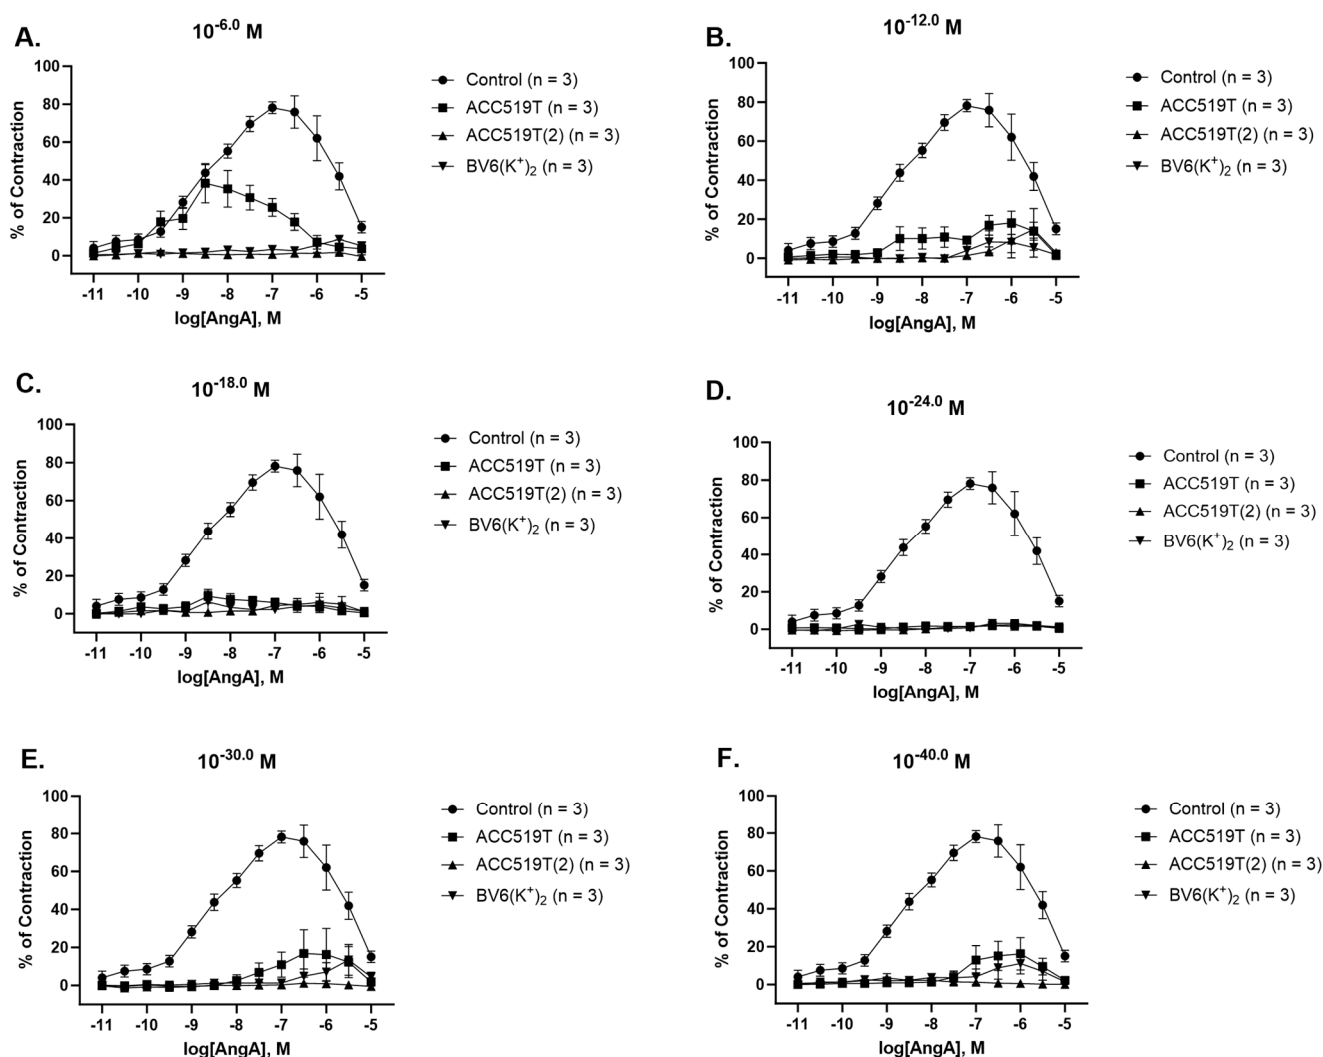 A.
10^-6.0 M
% of Contraction
100
80
60
40
20
0
-11 -10 -9 -8 -7 -6 -5
log[AngA], M
Control (n = 3)
ACC519T (n = 3)
ACC519T(2) (n = 3)
BV6(K⁺)₂ (n = 3)
B.
10^-12.0 M
% of Contraction
100
80
60
40
20
0
-11 -10 -9 -8 -7 -6 -5
log[AngA], M
Control (n = 3)
ACC519T (n = 3)
ACC519T(2) (n = 3)
BV6(K⁺)₂ (n = 3)
C.
10^-18.0 M
% of Contraction
100
80
60
40
20
0
-11 -10 -9 -8 -7 -6 -5
log[AngA], M
Control (n = 3)
ACC519T (n = 3)
ACC519T(2) (n = 3)
BV6(K⁺)₂ (n = 3)
D.
10^-24.0 M
% of Contraction
100
80
60
40
20
0
-11 -10 -9 -8 -7 -6 -5
log[AngA], M
Control (n = 3)
ACC519T (n = 3)
ACC519T(2) (n = 3)
BV6(K⁺)₂ (n = 3)
E.
10^-30.0 M
% of Contraction
100
80
60
40
20
0
-11 -10 -9 -8 -7 -6 -5
log[AngA], M
Control (n = 3)
ACC519T (n = 3)
ACC519T(2) (n = 3)
BV6(K⁺)₂ (n = 3)
F.
10^-40.0 M
% of Contraction
100
80
60
40
20
0
-11 -10 -9 -8 -7 -6 -5
log[AngA], M
Control (n = 3)
ACC519T (n = 3)
ACC519T(2) (n = 3)
BV6(K⁺)₂ (n = 3)